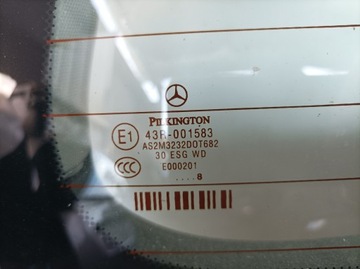 PILKINGTON
E1 43R-001583
AS2M3232DOT682
30 ESG WD
CCC E000201
....8